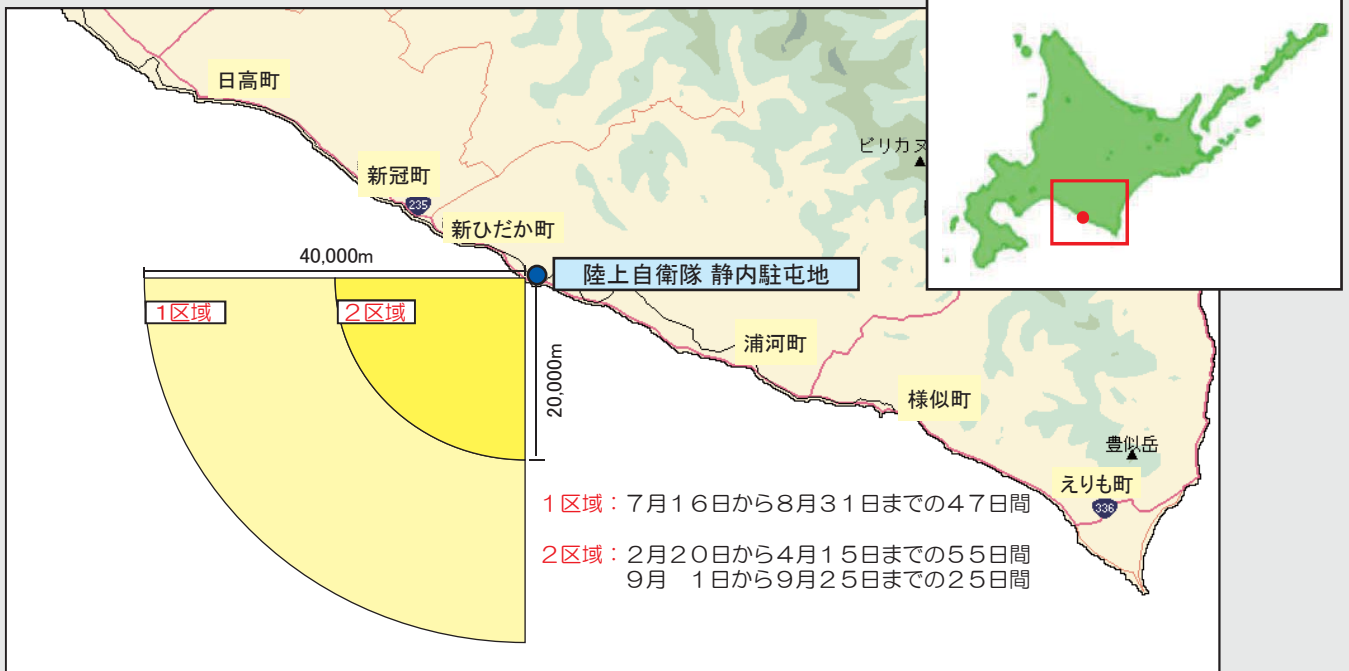 日高町
ピリカヌ
新冠町
235
新ひだか町
40,000m
陸上自衛隊 静内駐屯地
1区域
2区域
浦河町
20,000m
様似町
豊似岳
えりも町
336
1区域：7月16日から8月31日までの47日間
2区域：2月20日から4月15日までの55日間
9月　1日から9月25日までの25日間